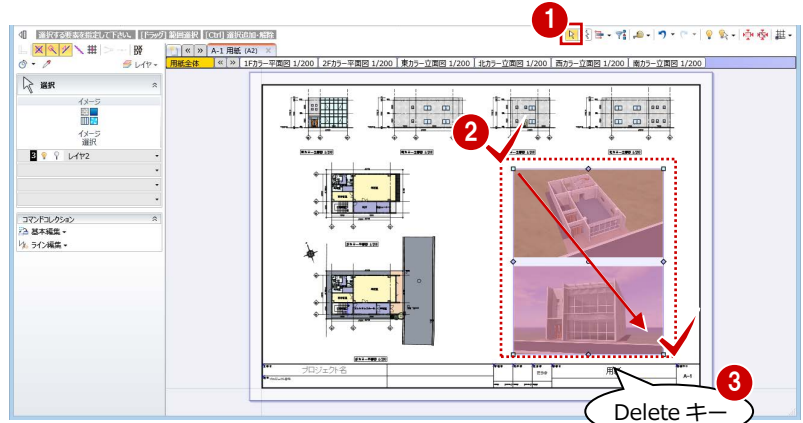 1
選択する要素を指定して下さい。 [[ドラッグ] 範囲選択] [[Ctrl] 選択追加・解除]
A-1 用紙 (A2)
レイヤ
用紙全体 1Fカラー平面図 1/200 2Fカラー平面図 1/200 東カラー立面図 1/200 北カラー立面図 1/200 西カラー立面図 1/200 南カラー立面図 1/200
選択
イメージ
イメージ
選択
3 レイヤ2
コマンドコレクション
基本編集
ライン編集
2
プロジェクト名
用
A-1
3
Delete キー